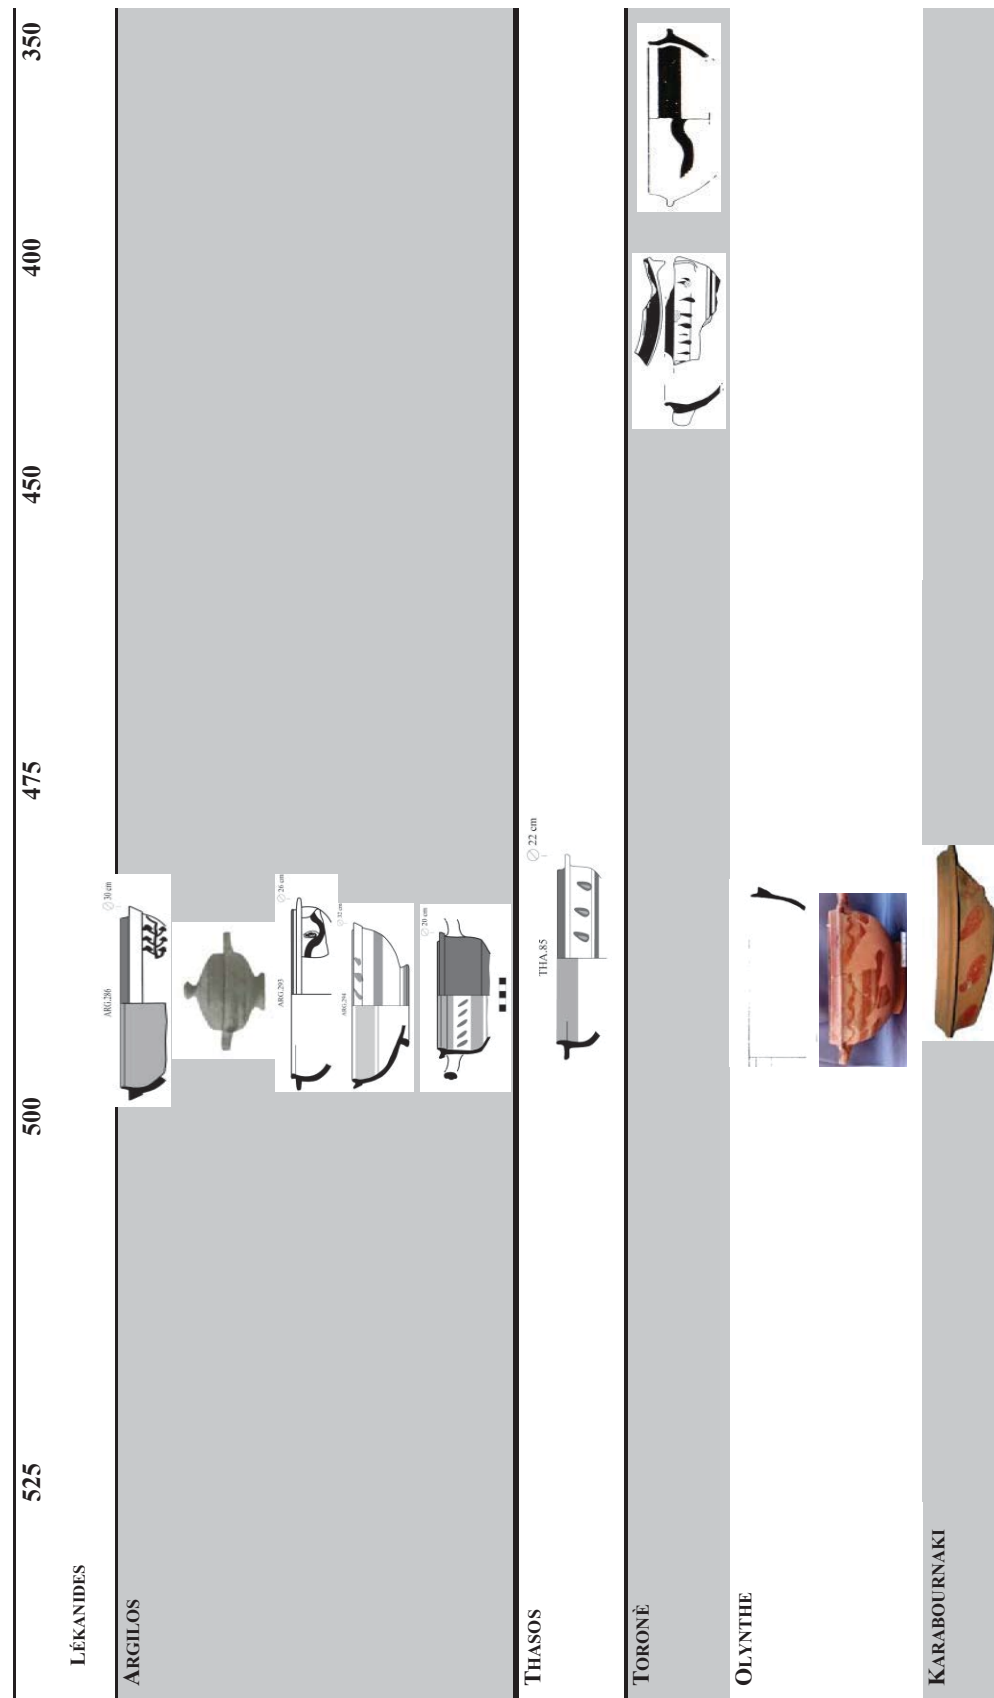 525 500 475 450 400 350
LÉKANIDES
ARGILOS
ARG.286
∅ 30 cm
ARG.293
∅ 26 cm
ARG.294
∅ 32 cm
∅ 20 cm
THASOS
THA.85
∅ 22 cm
TORONÈ
OLYNTHE
KARABOURNAKI